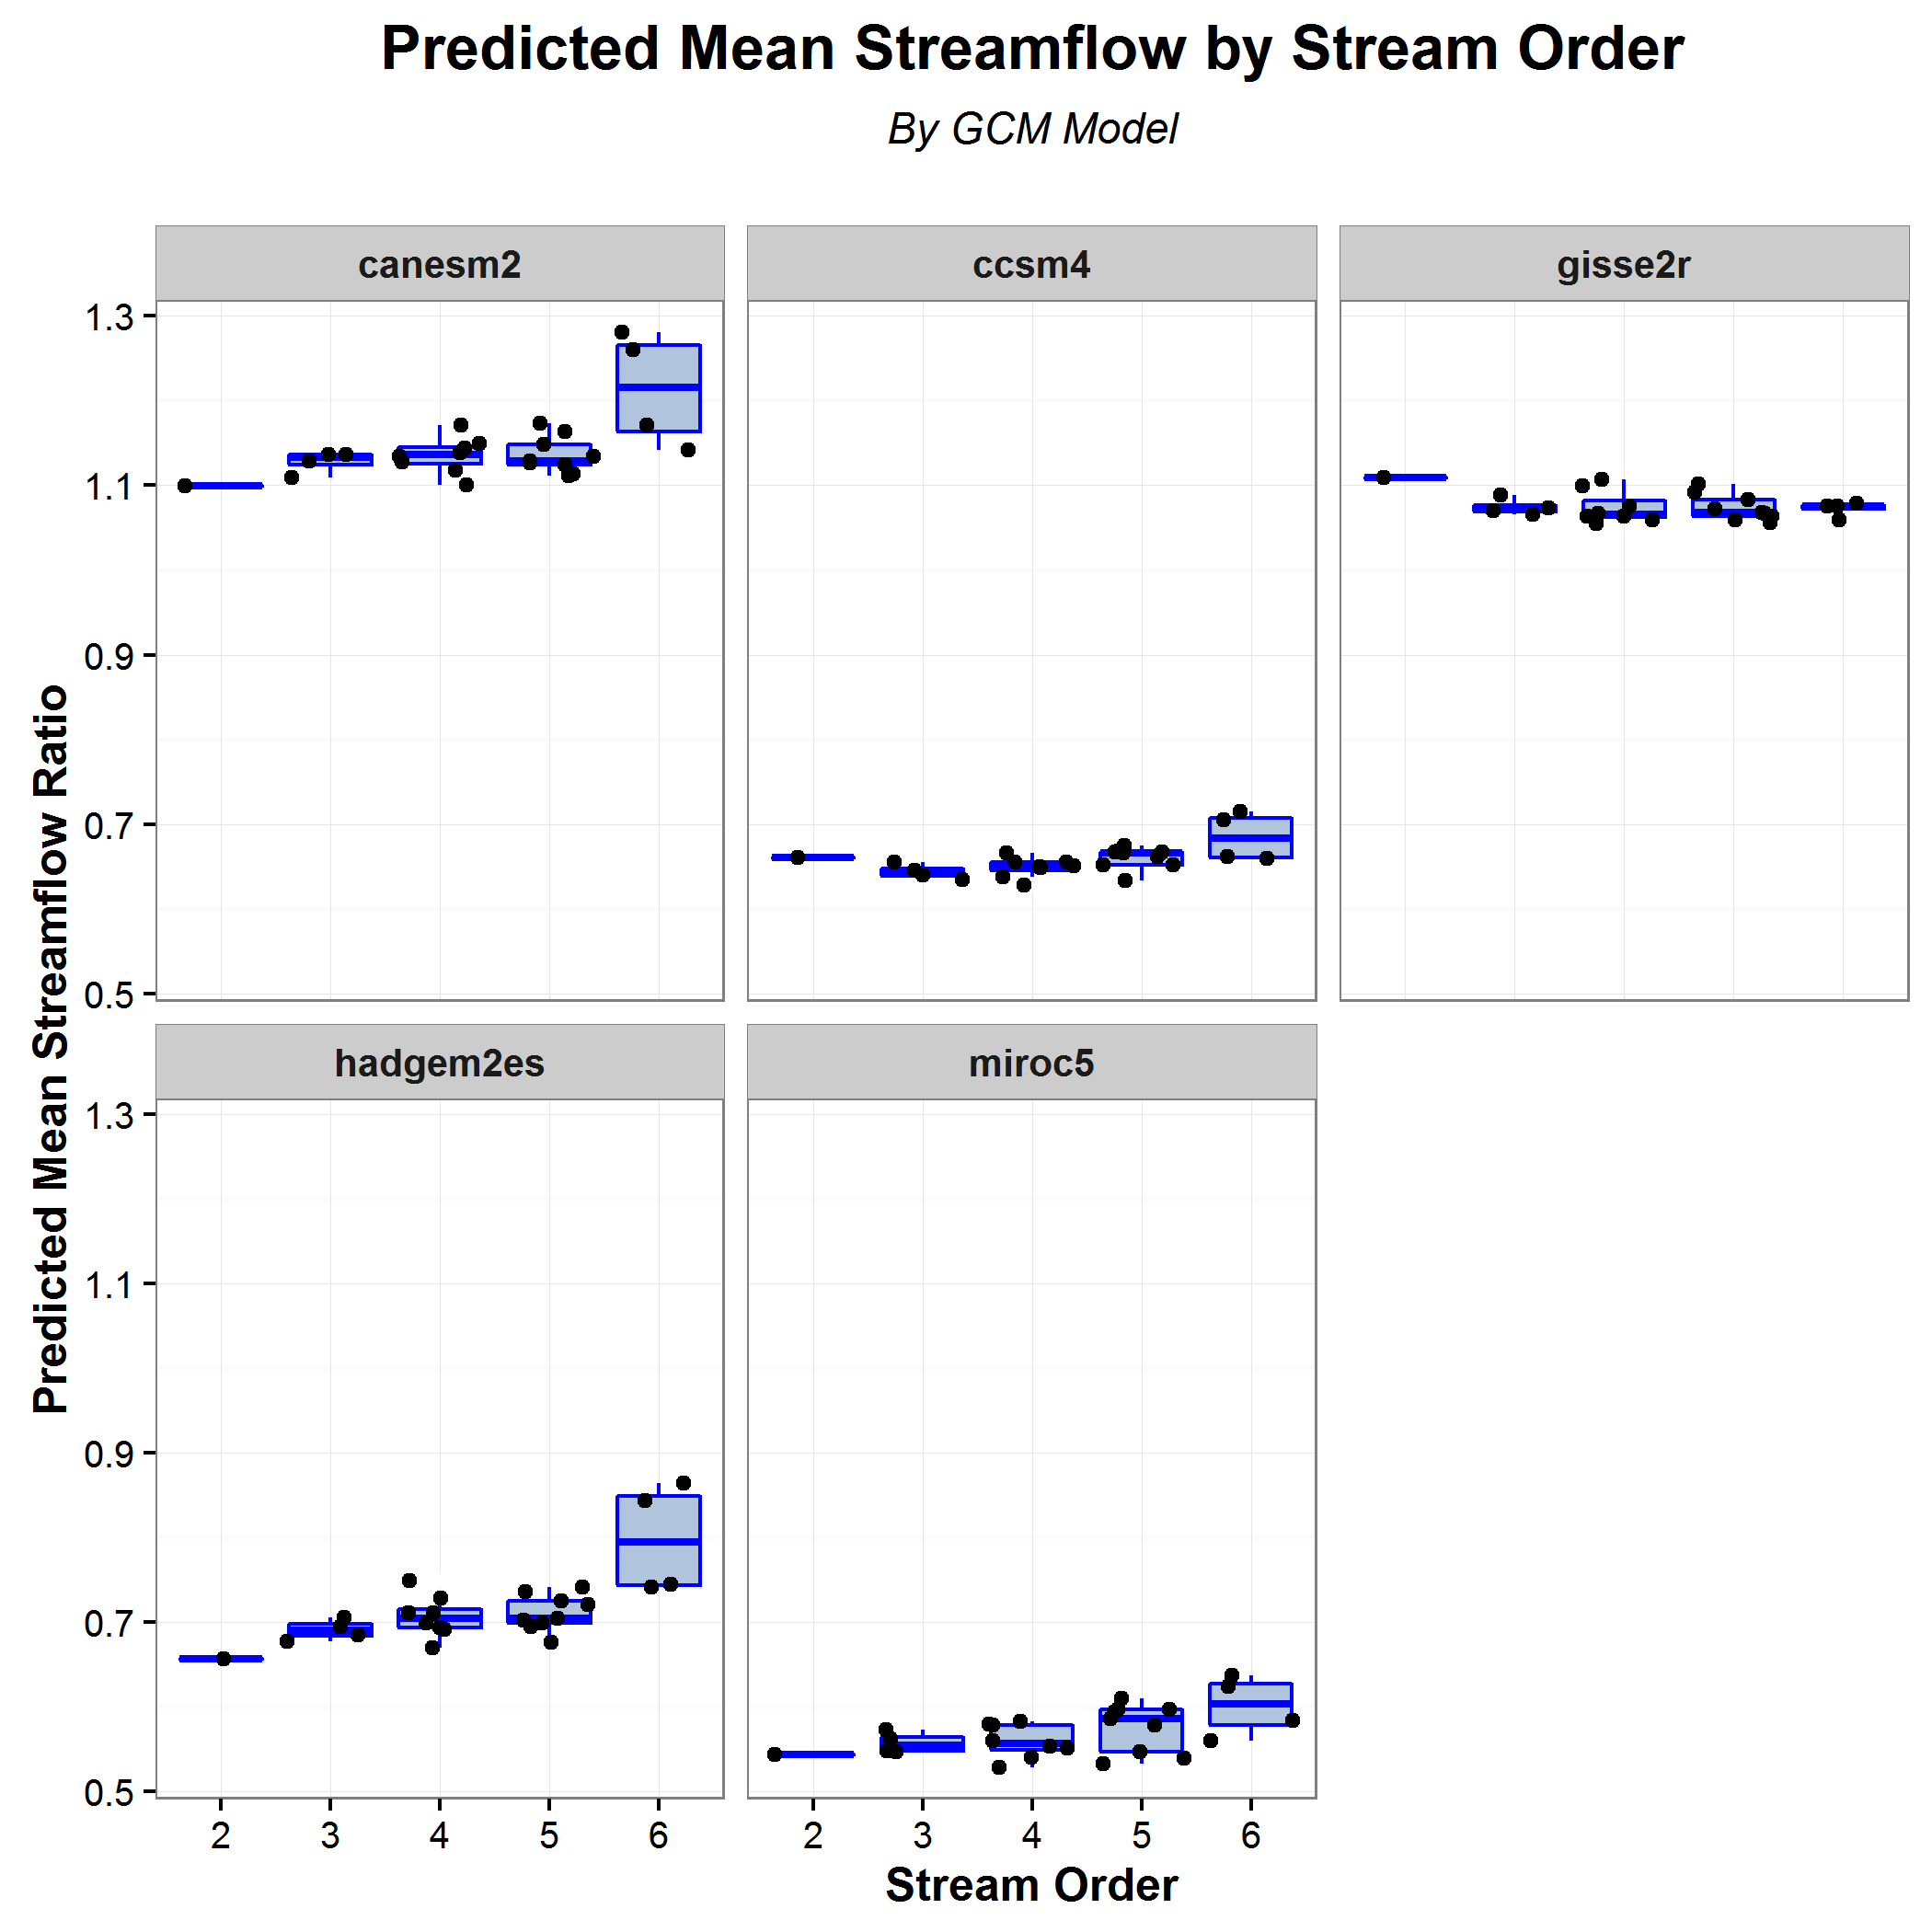 Predicted Mean Streamflow by Stream Order
By GCM Model
canesm2
ccsm4
gisse2r
1.3
1.1
0.9
0.7
0.5
Predicted Mean Streamflow Ratio
hadgem2es
miroc5
1.3
1.1
0.9
0.7
0.5
2 3 4 5 6
2 3 4 5 6
Stream Order